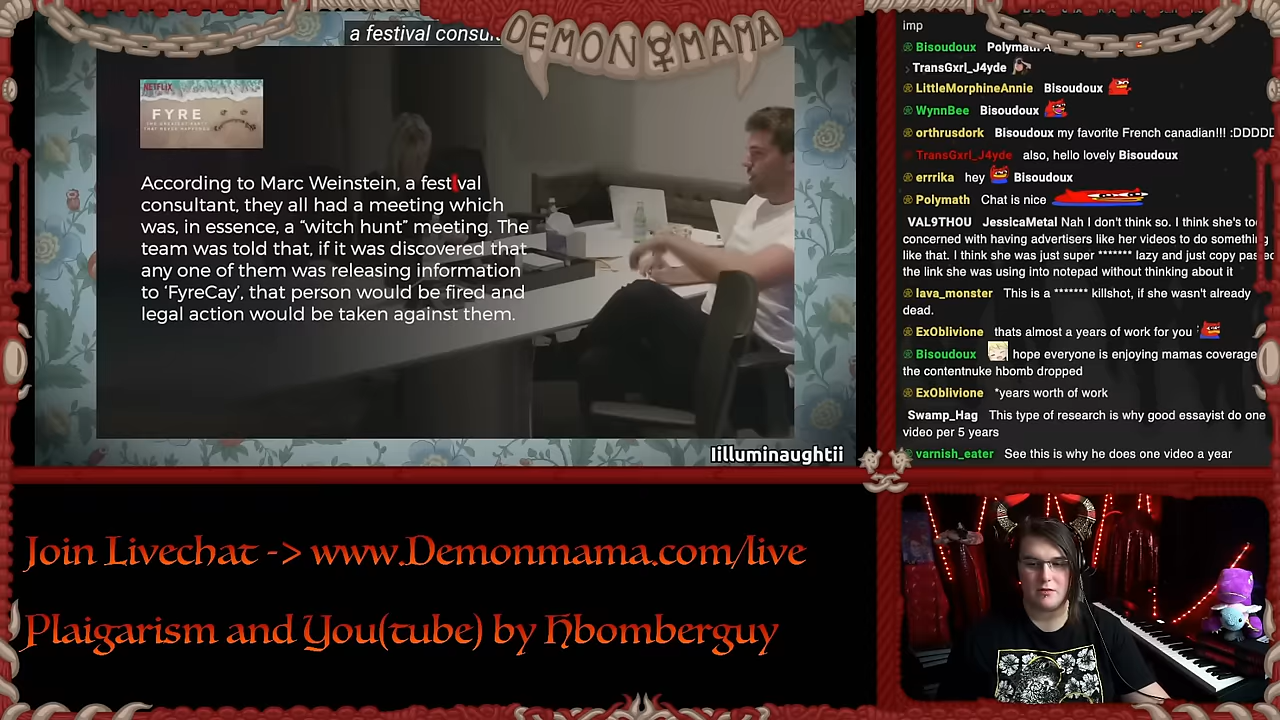 a festival consul
DEMON MAMA
NETFLIX
FYRE
According to Marc Weinstein, a festival
consultant, they all had a meeting which
was, in essence, a “witch hunt” meeting. The
team was told that, if it was discovered that
any one of them was releasing information
to ‘FyreCay’, that person would be fired and
legal action would be taken against them.
Iilluminaughtii
imp
Bisoudoux Polymath A
TransGxrl_J4yde
LittleMorphineAnnie Bisoudoux
WynnBee Bisoudoux
orthrusdork Bisoudoux my favorite French canadian!!! :DDDDD
TransGxrl_J4yde also, hello lovely Bisoudoux
errrika hey Bisoudoux
Polymath Chat is nice
VAL9THOU JessicaMetal Nah I don't think so. I think she's too
concerned with having advertisers like her videos to do something
like that. I think she was just super ******* lazy and just copy pasted
the link she was using into notepad without thinking about it
lava_monster This is a ******* killshot, if she wasn't already
dead.
ExOblivione thats almost a years of work for you
Bisoudoux hope everyone is enjoying mamas coverage
the contentnuke hbomb dropped
ExOblivione *years worth of work
Swamp_Hag This type of research is why good essayist do one
video per 5 years
varnish_eater See this is why he does one video a year
Join Livechat -> www.Demonmama.com/live
Plaigarism and You(tube) by Hbomberguy